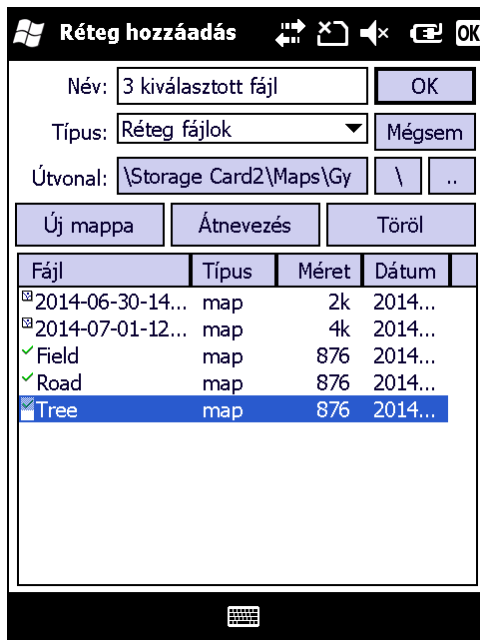 Réteg hozzáadás OK
Név: 3 kiválasztott fájl OK
Típus: Réteg fájlok Mégsem
Útvonal: \Storage Card2\Maps\Gy \ ..
Új mappa Átnevezés Töröl
Fájl Típus Méret Dátum
2014-06-30-14... map 2k 2014...
2014-07-01-12... map 4k 2014...
Field map 876 2014...
Road map 876 2014...
Tree map 876 2014...